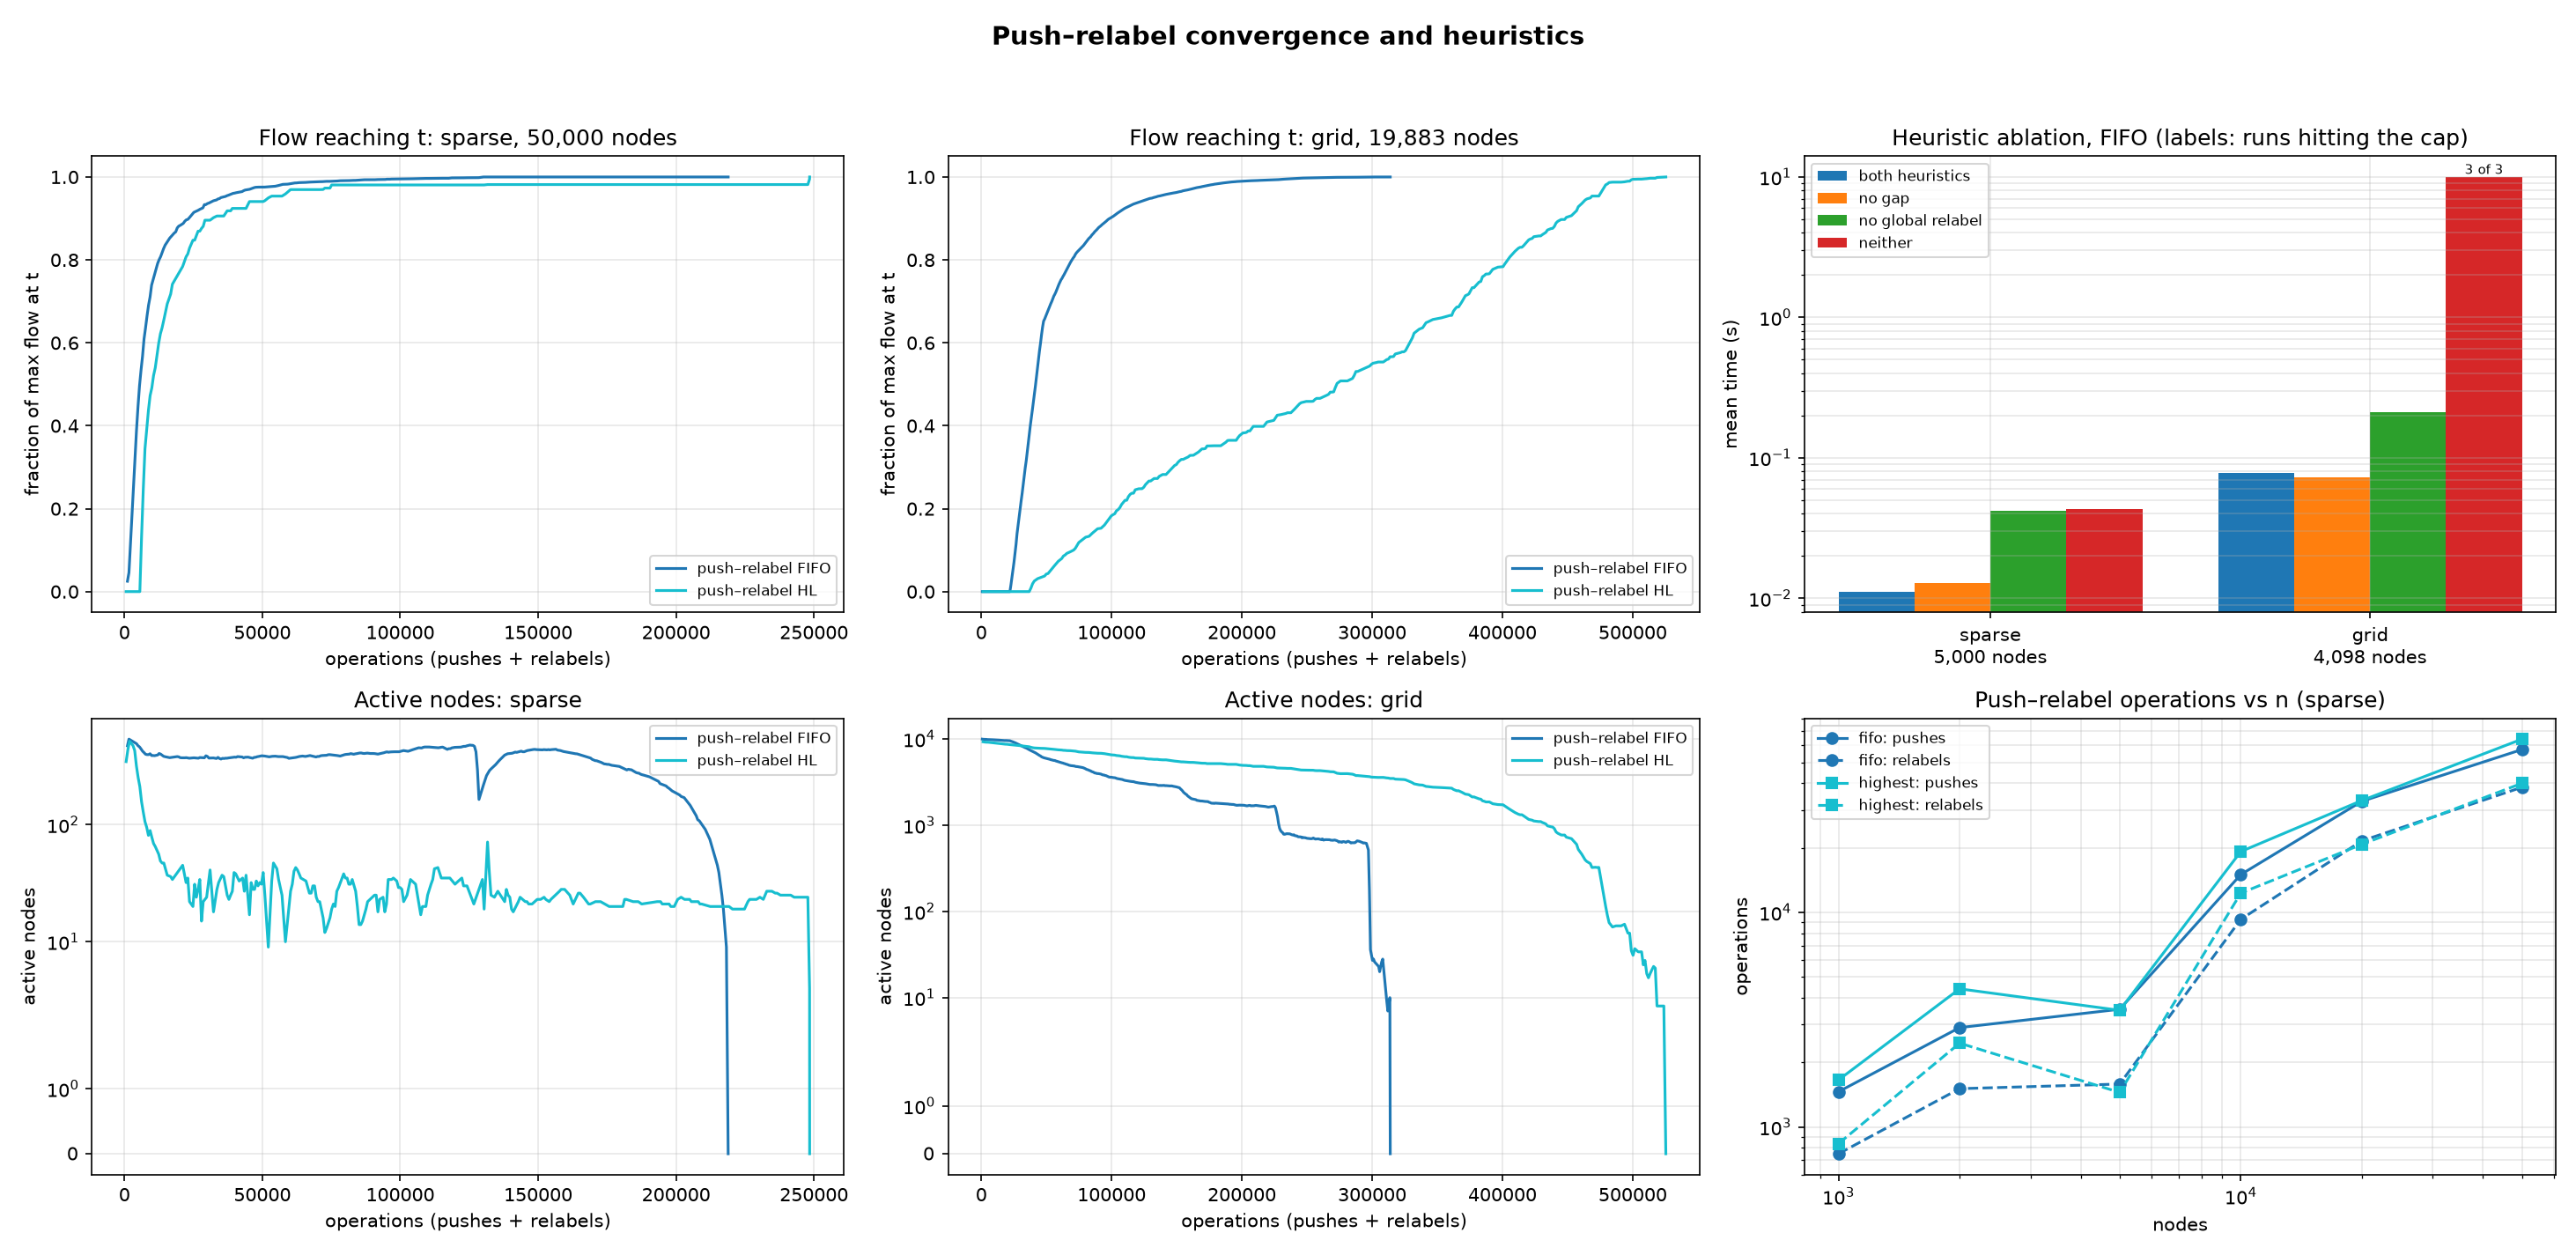 Push–relabel convergence and heuristics
Flow reaching t: sparse, 50,000 nodes
fraction of max flow at t
1.0
0.8
0.6
0.4
0.2
0.0
push–relabel FIFO
push–relabel HL
0 50000 100000 150000 200000 250000
operations (pushes + relabels)
Flow reaching t: grid, 19,883 nodes
fraction of max flow at t
1.0
0.8
0.6
0.4
0.2
0.0
push–relabel FIFO
push–relabel HL
0 100000 200000 300000 400000 500000
operations (pushes + relabels)
Heuristic ablation, FIFO (labels: runs hitting the cap)
mean time (s)
10¹
10⁰
10⁻¹
10⁻²
both heuristics
no gap
no global relabel
neither
3 of 3
sparse grid
5,000 nodes 4,098 nodes
Active nodes: sparse
active nodes
10²
10¹
10⁰
0
push–relabel FIFO
push–relabel HL
0 50000 100000 150000 200000 250000
operations (pushes + relabels)
Active nodes: grid
active nodes
10⁴
10³
10²
10¹
10⁰
0
push–relabel FIFO
push–relabel HL
0 100000 200000 300000 400000 500000
operations (pushes + relabels)
Push–relabel operations vs n (sparse)
operations
10⁴
10³
fifo: pushes
fifo: relabels
highest: pushes
highest: relabels
10³ 10⁴
nodes